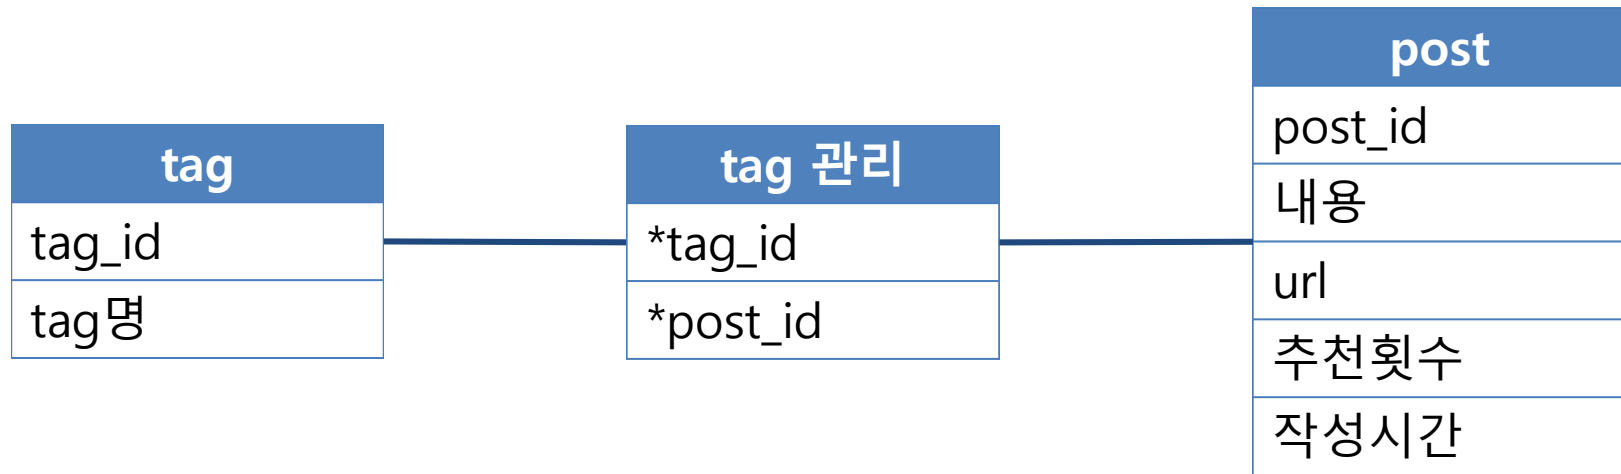 tag
tag_id
tag명
tag 관리
*tag_id
*post_id
post
post_id
내용
url
추천횟수
작성시간